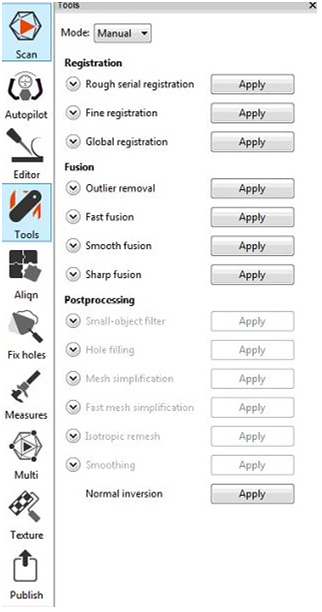 Scan
Autopilot
Editor
Tools
Align
Fix holes
Measures
Multi
Texture
Publish
Tools
Mode: Manual
Registration
Rough serial registration Apply
Fine registration Apply
Global registration Apply
Fusion
Outlier removal Apply
Fast fusion Apply
Smooth fusion Apply
Sharp fusion Apply
Postprocessing
Small-object filter Apply
Hole filling Apply
Mesh simplification Apply
Fast mesh simplification Apply
Isotropic remesh Apply
Smoothing Apply
Normal inversion Apply